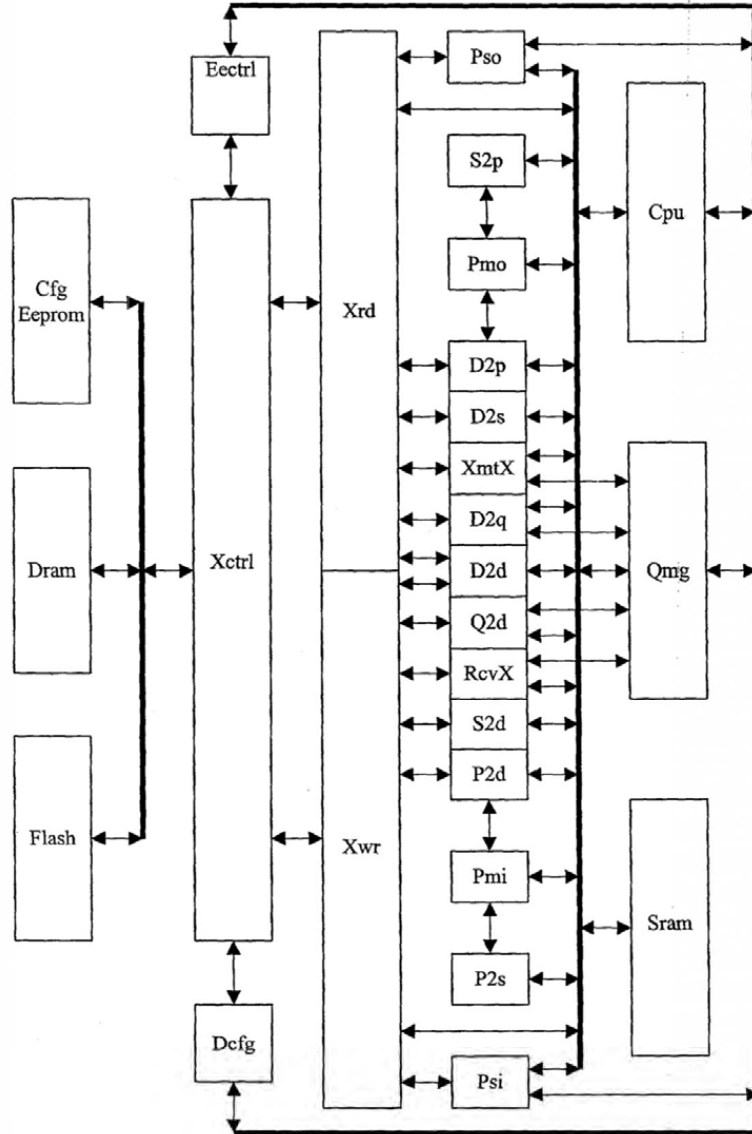 Eectrl
Pso
S2p
Cpu
Cfg
Eeprom
Pmo
Xrd
D2p
D2s
XmtX
D2q
Dram
Xctrl
D2d
Qmg
Q2d
RcvX
S2d
P2d
Flash
Xwr
Pmi
Sram
P2s
Dcfg
Psi